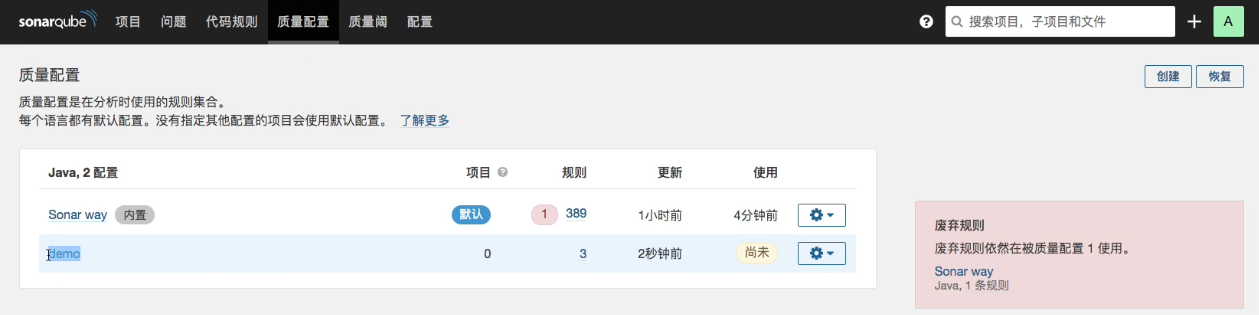 sonarqube 项目 问题 代码规则 质量配置 质量阈 配置 ? 搜索项目，子项目和文件 + A
质量配置 创建 恢复
质量配置是在分析时使用的规则集合。
每个语言都有默认配置。没有指定其他配置的项目会使用默认配置。 了解更多
Java, 2 配置 项目 ? 规则 更新 使用
Sonar way 内置 默认 1 389 1小时前 4分钟前
demo 0 3 2秒钟前 尚未
废弃规则
废弃规则依然在被质量配置 1 使用。
Sonar way
Java, 1 条规则